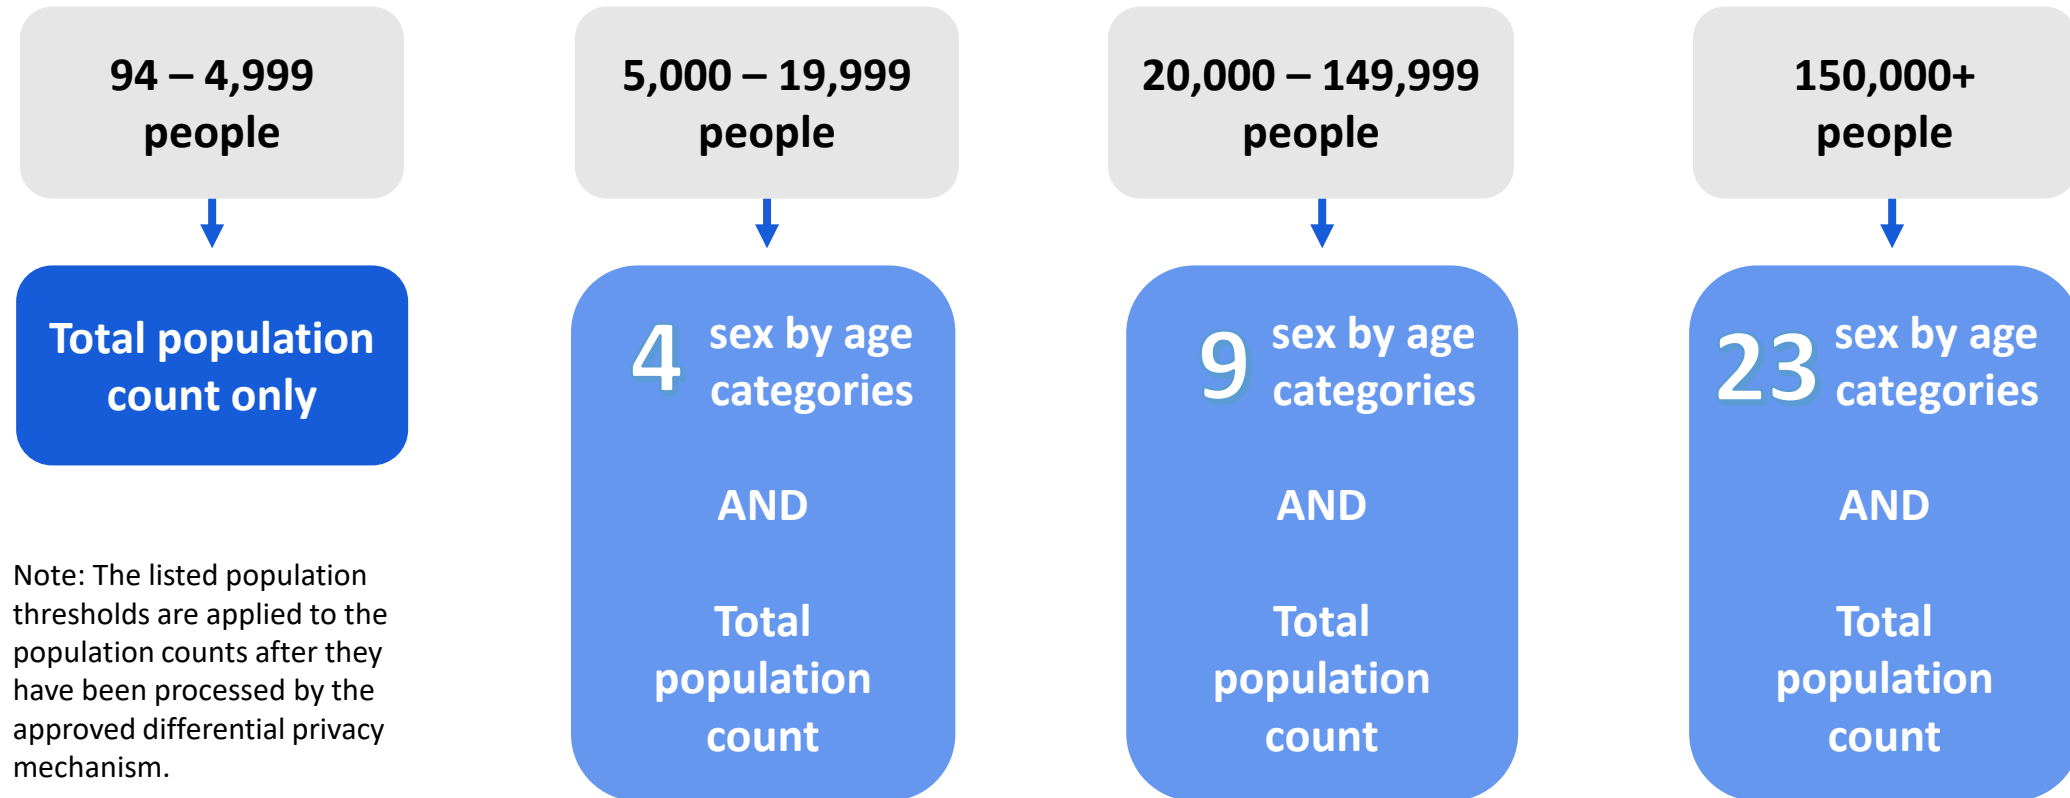 94 – 4,999
people
Total population
count only
Note: The listed population
thresholds are applied to the
population counts after they
have been processed by the
approved differential privacy
mechanism.
5,000 – 19,999
people
4 sex by age
categories
AND
Total
population
count
20,000 – 149,999
people
9 sex by age
categories
AND
Total
population
count
150,000+
people
23 sex by age
categories
AND
Total
population
count